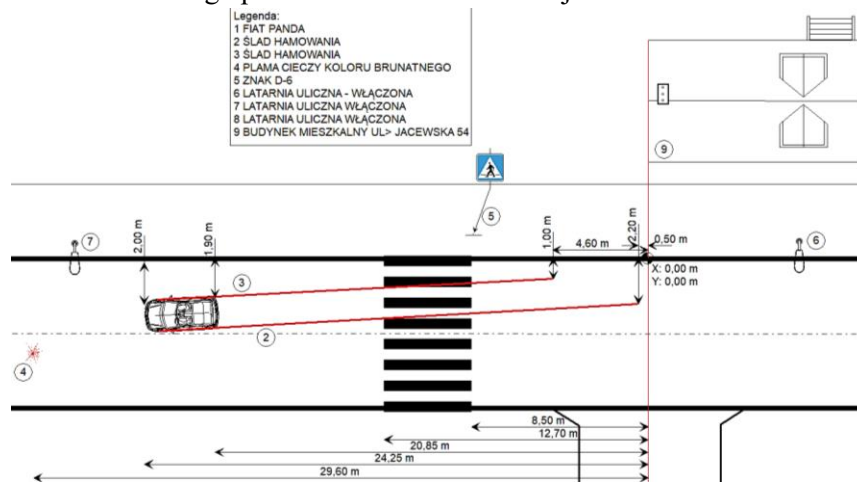 Legenda:
1 FIAT PANDA
2 ŚLAD HAMOWANIA
3 ŚLAD HAMOWANIA
4 PLAMA CIECZY KOLORU BRUNATNEGO
5 ZNAK D-6
6 LATARNIA ULICZNA - WŁĄCZONA
7 LATARNIA ULICZNA WŁĄCZONA
8 LATARNIA ULICZNA WŁĄCZONA
9 BUDYNEK MIESZKALNY UL> JACEWSKA 54
9
5
7
2,00 m
1,90 m
1,00 m
4,60 m
2,20 m
0,50 m
6
X: 0,00 m
Y: 0,00 m
3
2
4
8,50 m
12,70 m
20,85 m
24,25 m
29,60 m